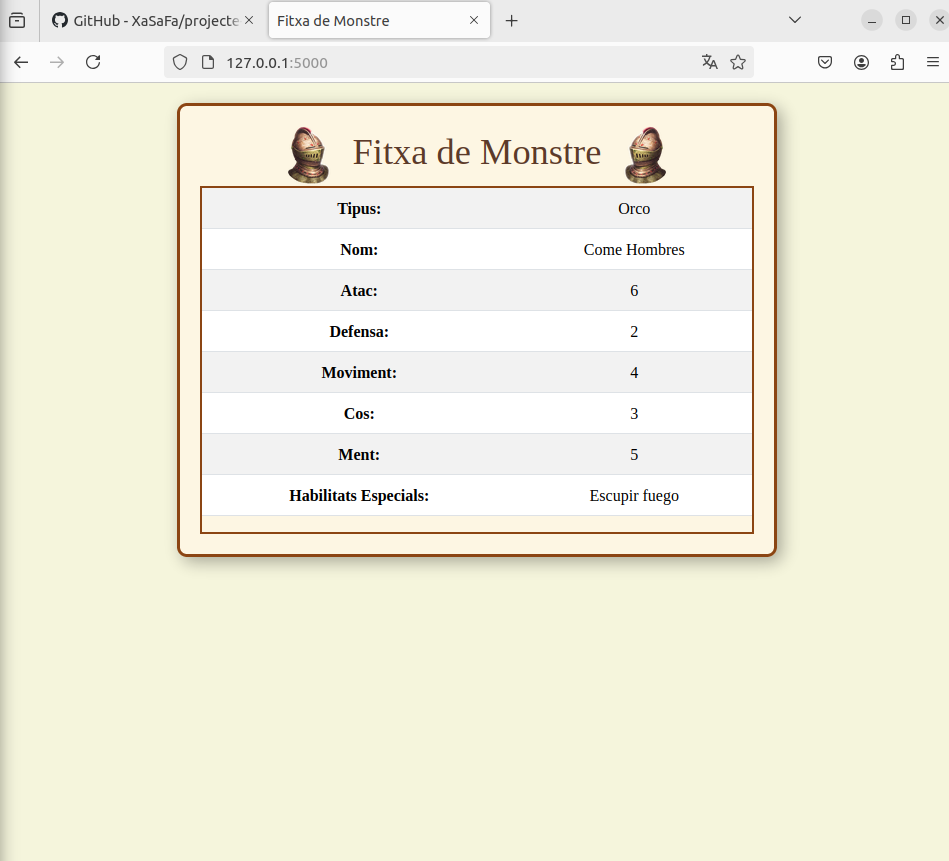 GitHub - XaSaFa/projecte
Fitxa de Monstre
127.0.0.1:5000
Fitxa de Monstre
Tipus: Orco
Nom: Come Hombres
Atac: 6
Defensa: 2
Moviment: 4
Cos: 3
Ment: 5
Habilitats Especials: Escupir fuego